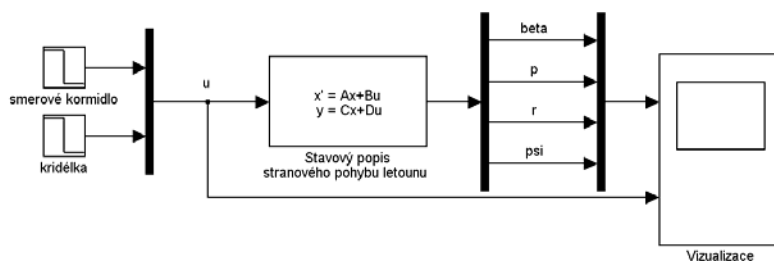 smerové kormidlo
kridélka
u
x' = Ax+Bu
y = Cx+Du
Stavový popis
stranového pohybu letounu
beta
p
r
psi
Vizualizace